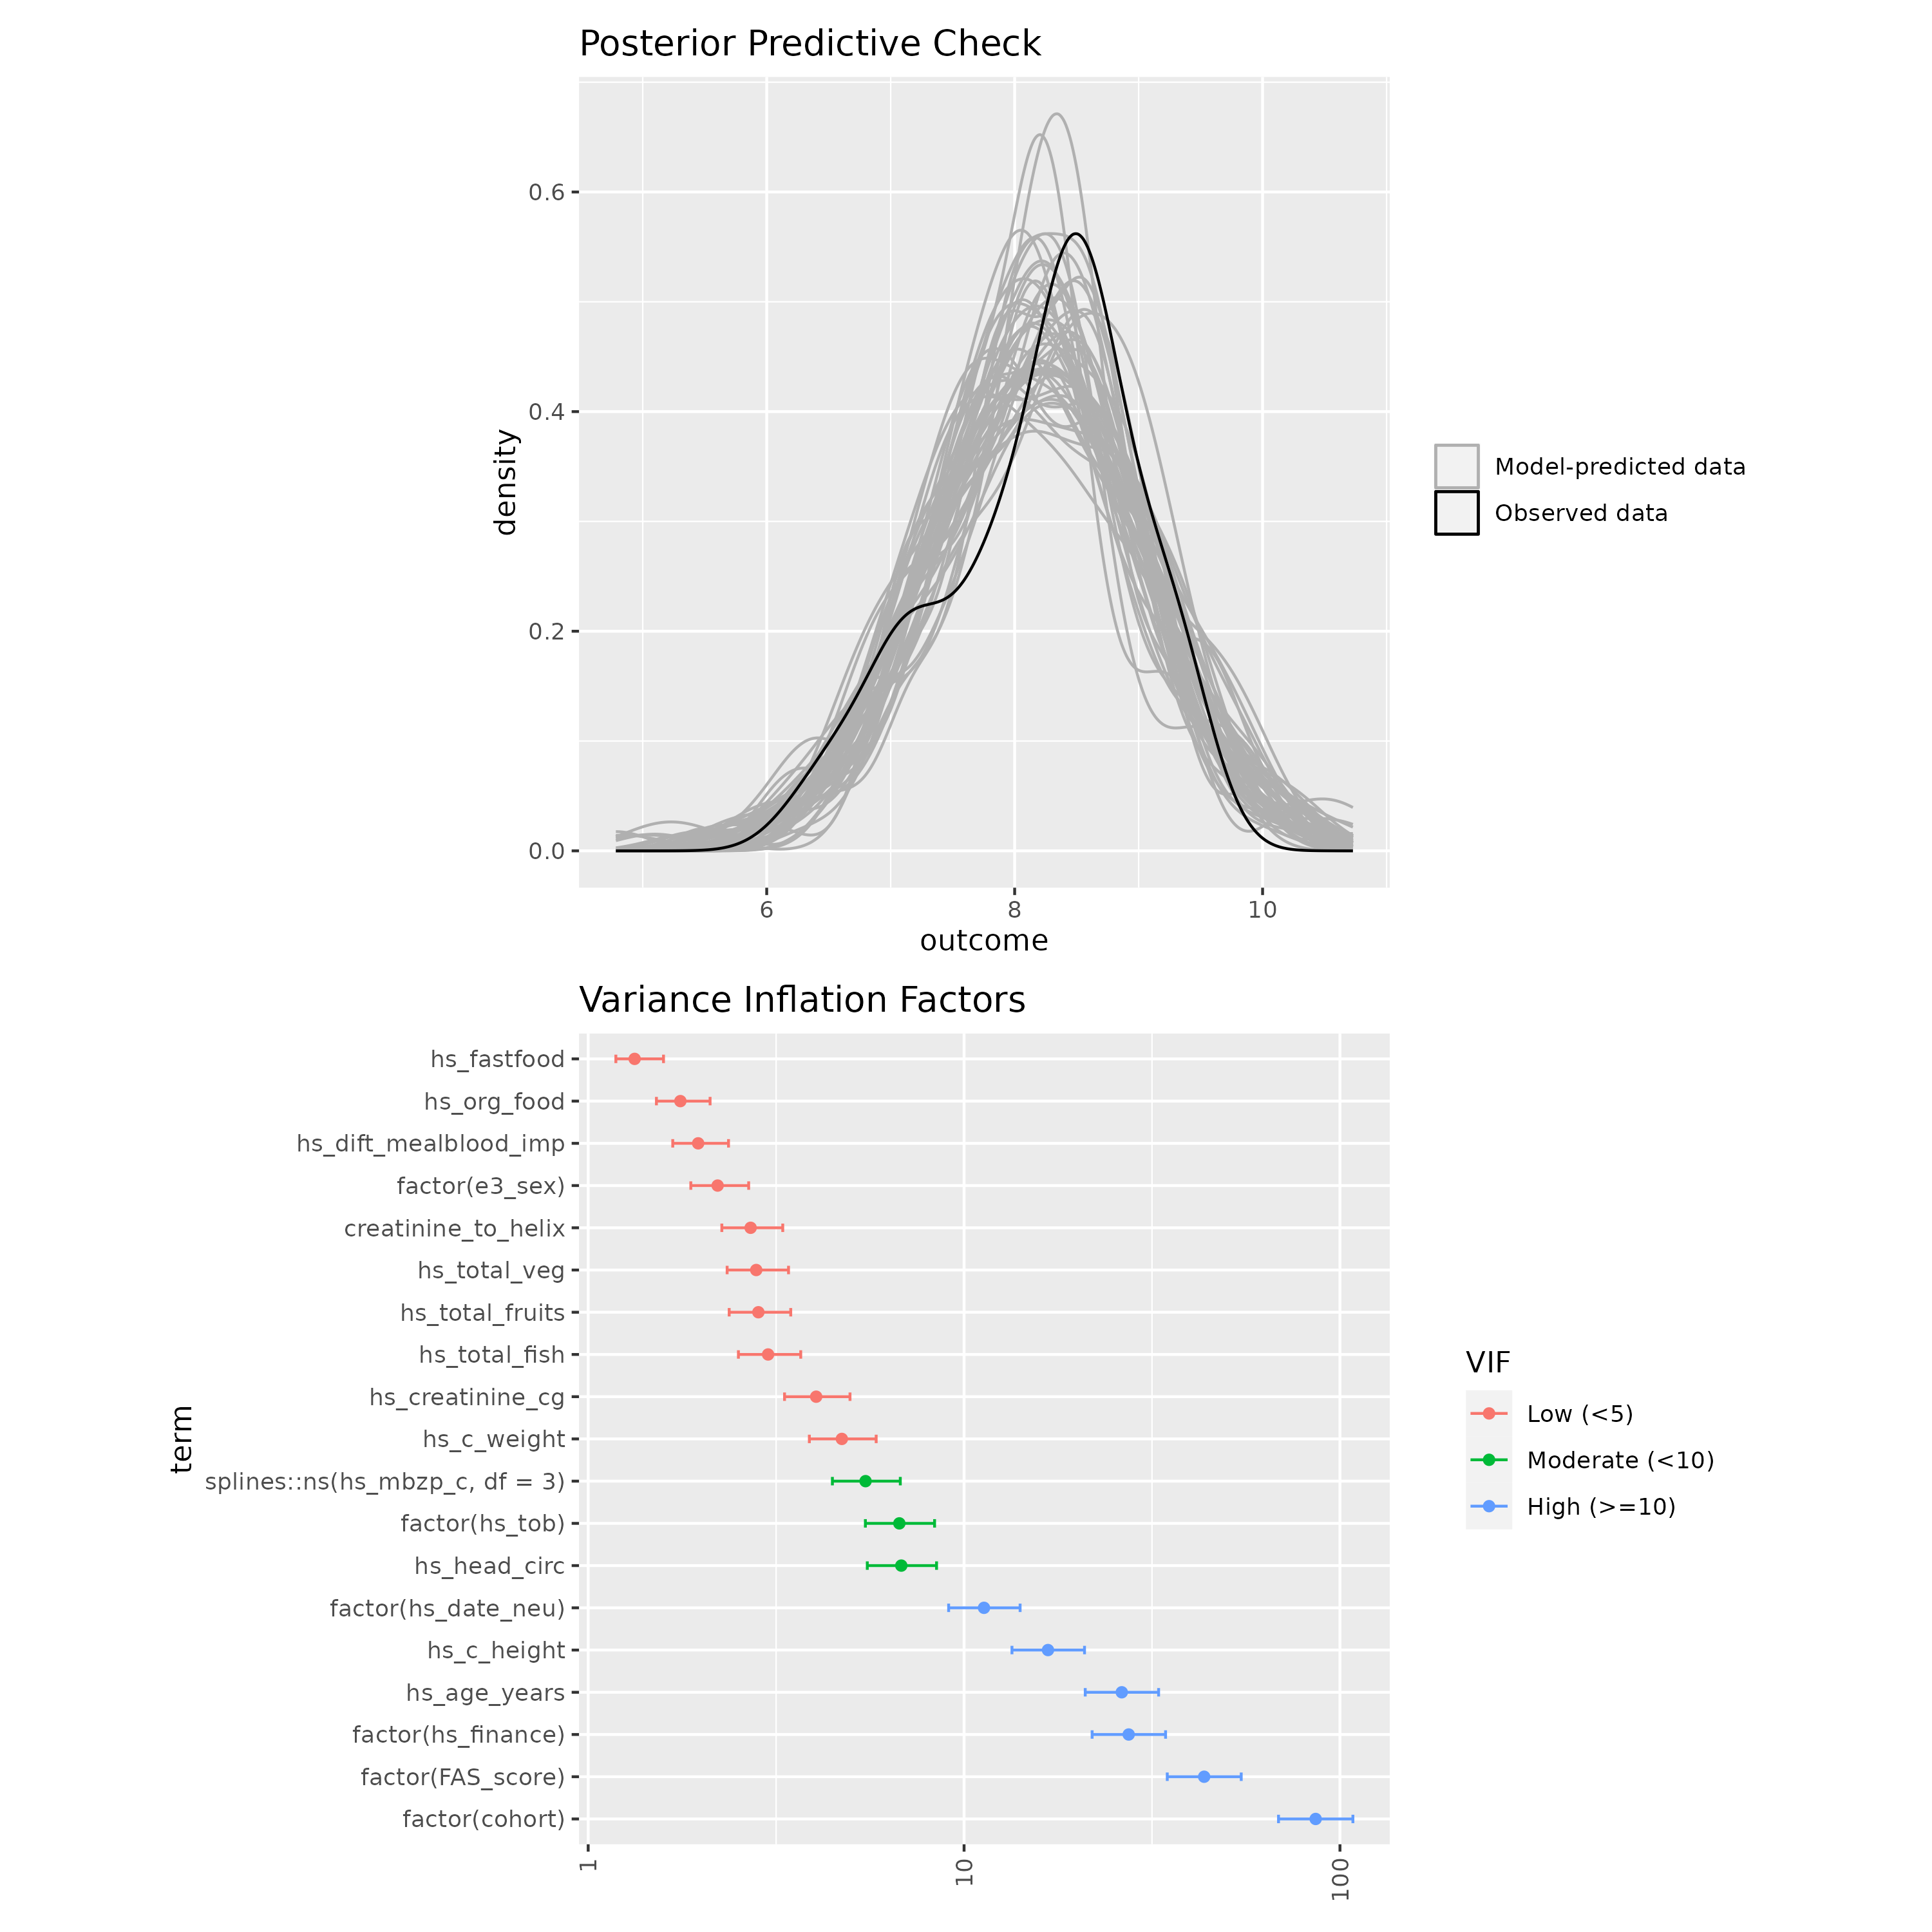 Posterior Predictive Check
density
0.6
0.4
0.2
0.0
6
8
10
outcome
Model-predicted data
Observed data
Variance Inflation Factors
term
hs_fastfood
hs_org_food
hs_dift_mealblood_imp
factor(e3_sex)
creatinine_to_helix
hs_total_veg
hs_total_fruits
hs_total_fish
hs_creatinine_cg
hs_c_weight
splines::ns(hs_mbzp_c, df = 3)
factor(hs_tob)
hs_head_circ
factor(hs_date_neu)
hs_c_height
hs_age_years
factor(hs_finance)
factor(FAS_score)
factor(cohort)
1
10
100
VIF
Low (<5)
Moderate (<10)
High (>=10)